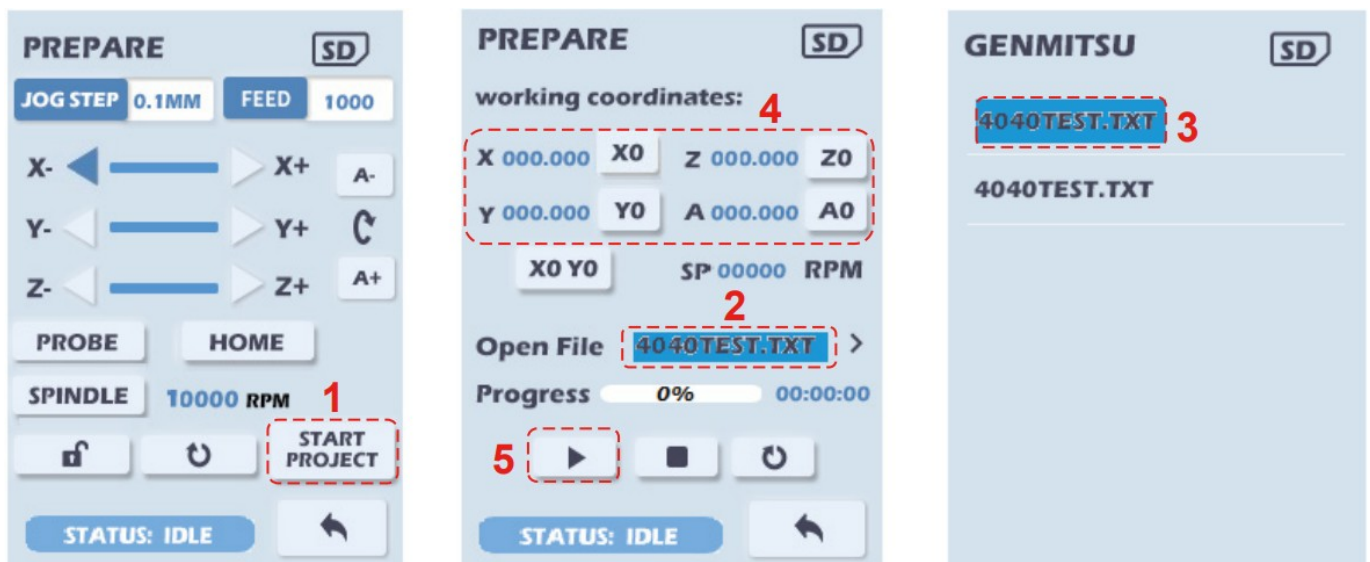 PREPARE SD
JOG STEP 0.1MM FEED 1000
X- X+ A-
Y- Y+
Z- Z+ A+
PROBE HOME
SPINDLE 10000 RPM 1
START
PROJECT
STATUS: IDLE
PREPARE SD
working coordinates: 4
X 000.000 X0 Z 000.000 Z0
Y 000.000 Y0 A 000.000 A0
X0 Y0 SP 00000 RPM
2
Open File 4040TEST.TXT >
Progress 0% 00:00:00
5
STATUS: IDLE
GENMITSU SD
4040TEST.TXT 3
4040TEST.TXT